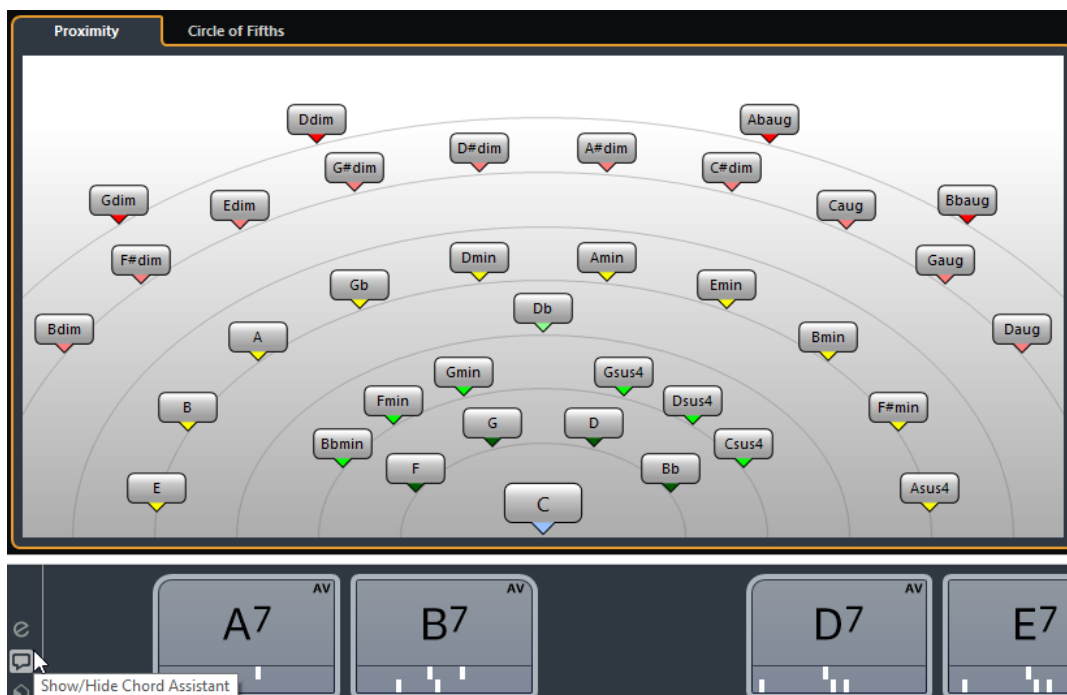 Proximity
Circle of Fifths
Ddim
Abaug
D#dim
A#dim
G#dim
C#dim
Gdim
Edim
Caug
Bbaug
F#dim
Dmin
Amin
Gaug
Gb
Emin
Db
Bdim
A
Bmin
Daug
Gmin
Gsus4
Fmin
Dsus4
B
F#min
G
D
Bbmin
Csus4
F
Bb
E
C
Asus4
AV
AV
AV
A7
B7
D7
E7
e
Show/Hide Chord Assistant